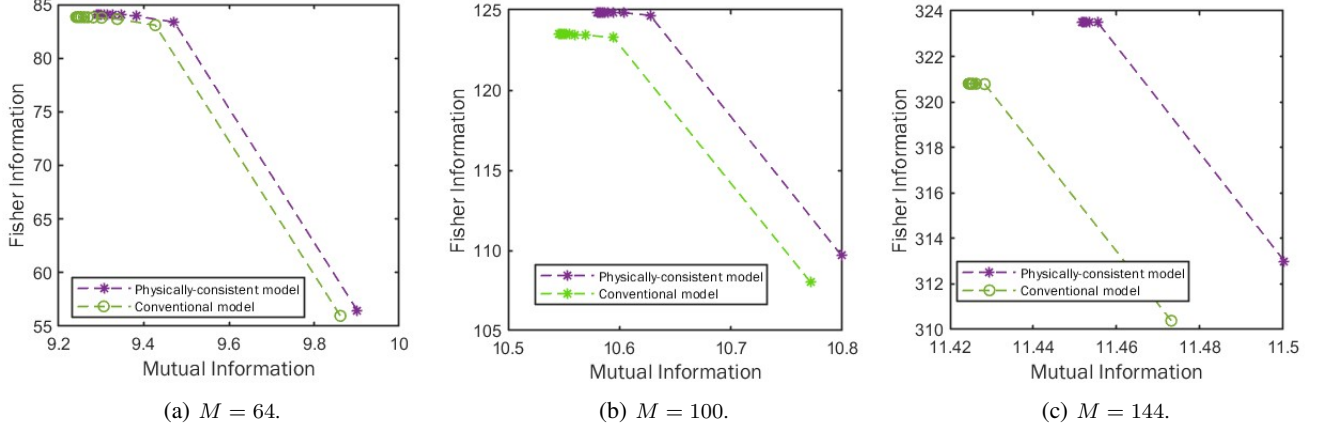 85
80
75
70
65
60
55
9.2
9.4
9.6
9.8
10
Fisher Information
Mutual Information
Physically-consistent model
Conventional model
(a) M = 64.
125
120
115
110
105
10.5
10.6
10.7
10.8
Fisher Information
Mutual Information
Physically-consistent model
Conventional model
(b) M = 100.
324
322
320
318
316
314
312
310
11.42
11.44
11.46
11.48
11.5
Fisher Information
Mutual Information
Physically-consistent model
Conventional model
(c) M = 144.